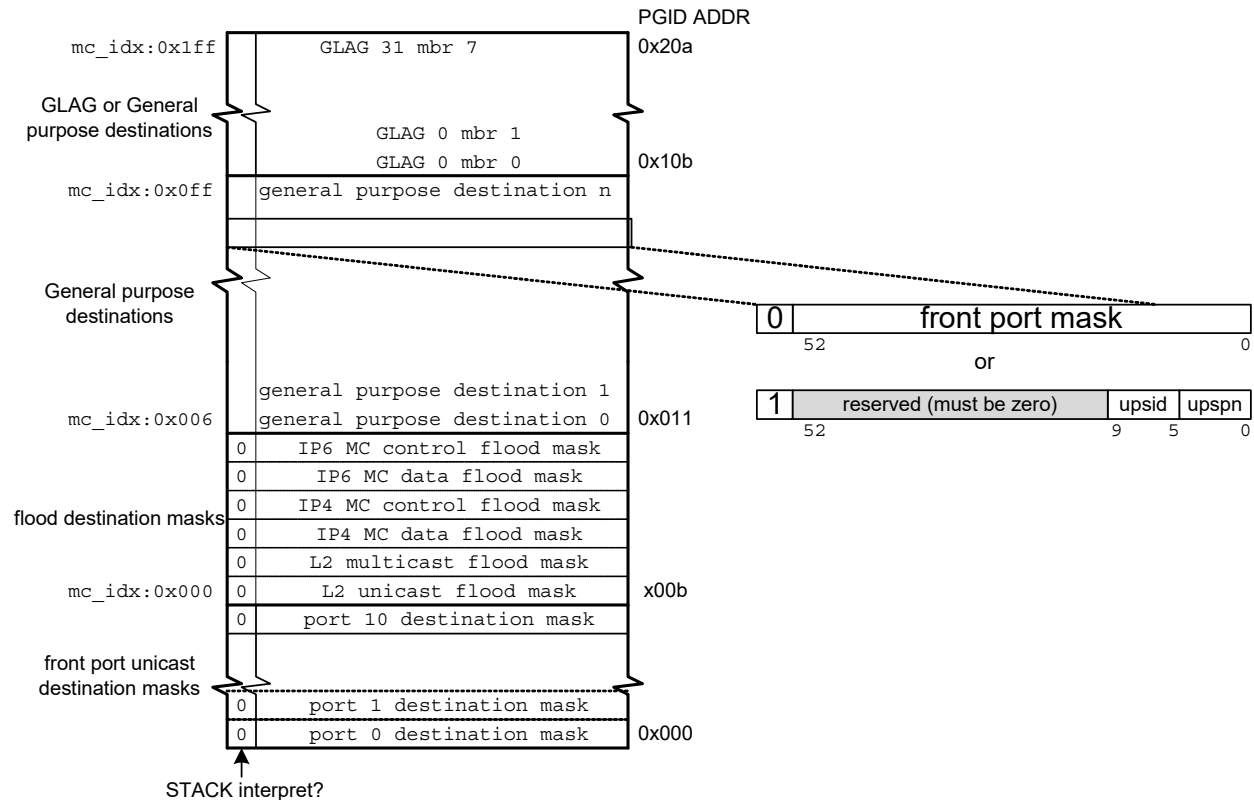 PGID ADDR
mc_idx:0x1ff GLAG 31 mbr 7 0x20a
GLAG or General
purpose destinations
GLAG 0 mbr 1
GLAG 0 mbr 0 0x10b
mc_idx:0x0ff general purpose destination n
General purpose
destinations
0 front port mask
52 0
or
1 reserved (must be zero) upsid upspn
52 9 5 0
general purpose destination 1
mc_idx:0x006 general purpose destination 0 0x011
0 IP6 MC control flood mask
0 IP6 MC data flood mask
0 IP4 MC control flood mask
flood destination masks
0 IP4 MC data flood mask
0 L2 multicast flood mask
mc_idx:0x000 0 L2 unicast flood mask x00b
0 port 10 destination mask
front port unicast
destination masks
0 port 1 destination mask
0 port 0 destination mask 0x000
STACK interpret?